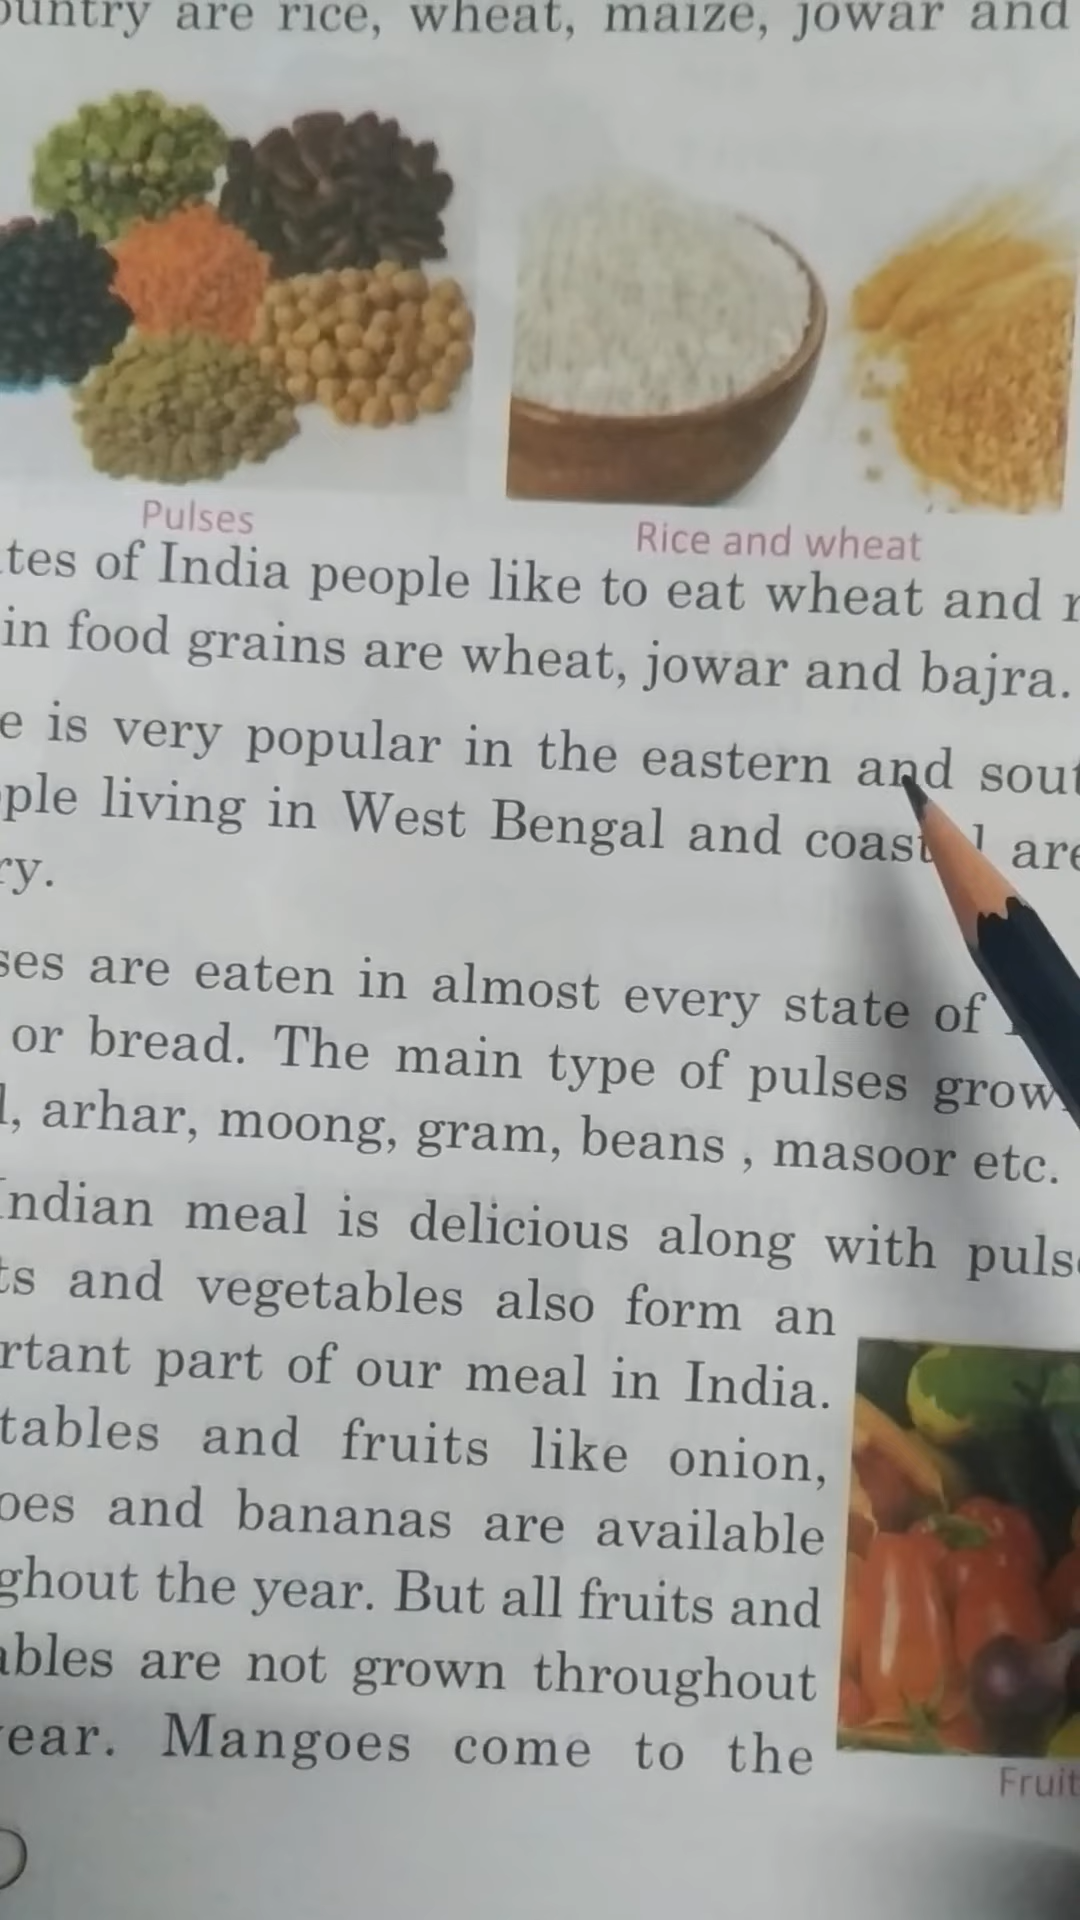 ountry are rice, wheat, maize, jowar and
Pulses
Rice and wheat
tes of India people like to eat wheat and
in food grains are wheat, jowar and bajra.
e is very popular in the eastern and sout
ple living in West Bengal and coast l are
ry.
ses are eaten in almost every state of
or bread. The main type of pulses grow
l, arhar, moong, gram, beans , masoor etc.
Indian meal is delicious along with puls
ts and vegetables also form an
rtant part of our meal in India.
tables and fruits like onion,
oes and bananas are available
ghout the year. But all fruits and
ables are not grown throughout
ear. Mangoes come to the
Fruit